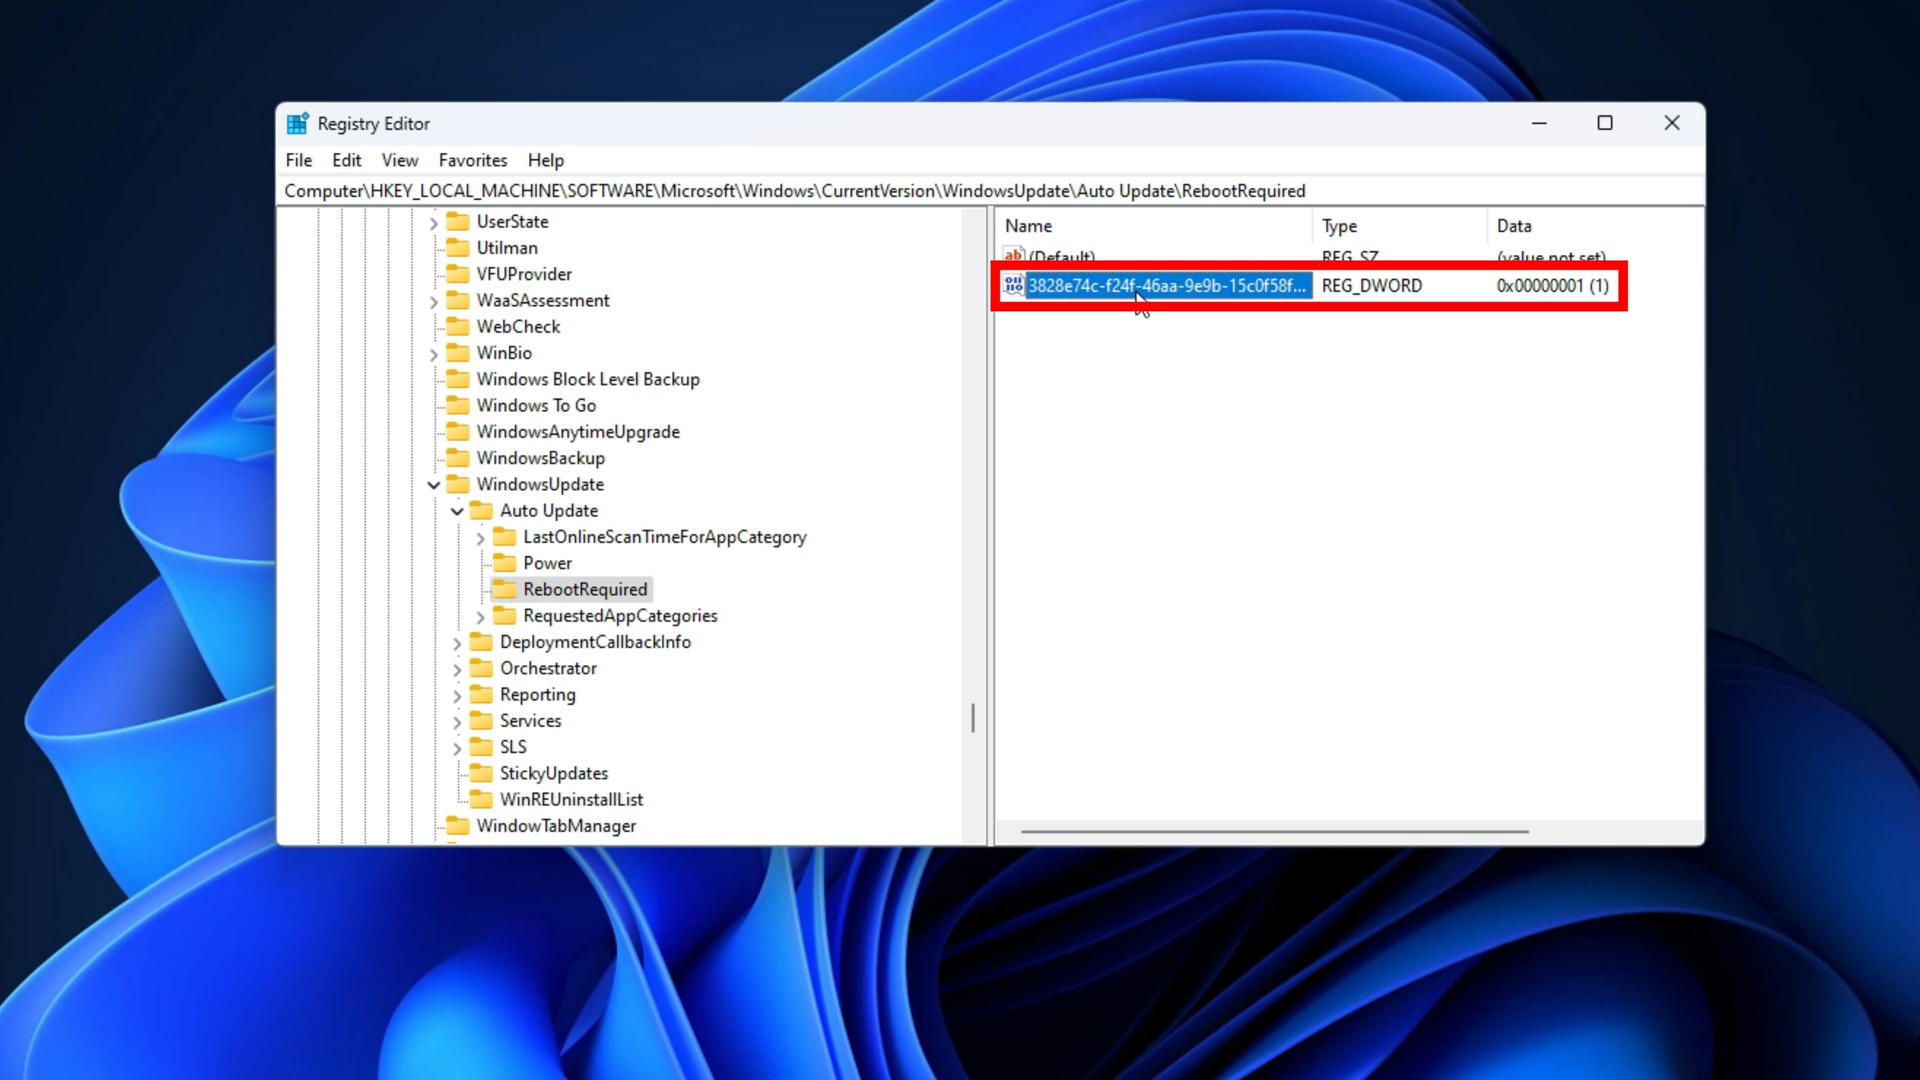 Registry Editor
File Edit View Favorites Help
Computer\HKEY_LOCAL_MACHINE\SOFTWARE\Microsoft\Windows\CurrentVersion\WindowsUpdate\Auto Update\RebootRequired
UserState
Utilman
VFUProvider
WaaSAssessment
WebCheck
WinBio
Windows Block Level Backup
Windows To Go
WindowsAnytimeUpgrade
WindowsBackup
WindowsUpdate
Auto Update
LastOnlineScanTimeForAppCategory
Power
RebootRequired
RequestedAppCategories
DeploymentCallbackInfo
Orchestrator
Reporting
Services
SLS
StickyUpdates
WinREUninstallList
WindowTabManager
Name Type Data
(Default) REG_SZ (value not set)
3828e74c-f24f-46aa-9e9b-15c0f58f... REG_DWORD 0x00000001 (1)